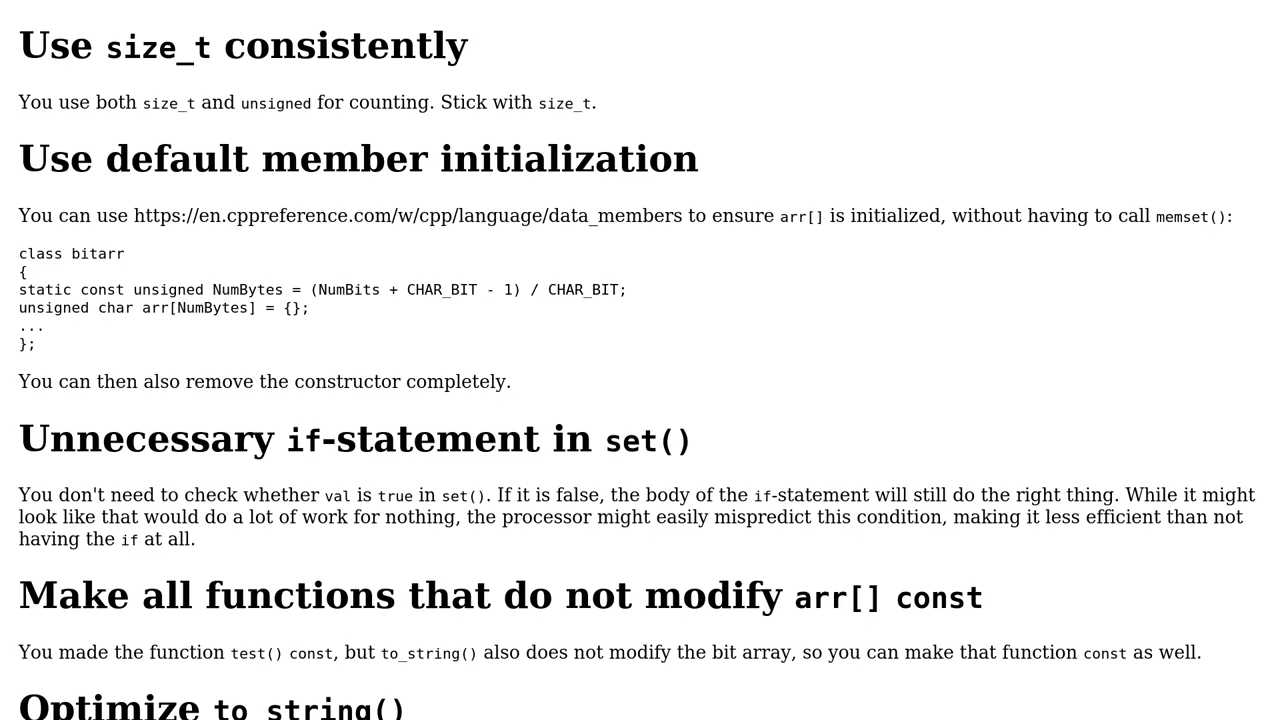 Use size_t consistently
You use both size_t and unsigned for counting. Stick with size_t.
Use default member initialization
You can use https://en.cppreference.com/w/cpp/language/data_members to ensure arr[] is initialized, without having to call memset():
class bitarr
{
static const unsigned NumBytes = (NumBits + CHAR_BIT - 1) / CHAR_BIT;
unsigned char arr[NumBytes] = {};
...
};
You can then also remove the constructor completely.
Unnecessary if-statement in set()
You don't need to check whether val is true in set(). If it is false, the body of the if-statement will still do the right thing. While it might
look like that would do a lot of work for nothing, the processor might easily mispredict this condition, making it less efficient than not
having the if at all.
Make all functions that do not modify arr[] const
You made the function test() const, but to_string() also does not modify the bit array, so you can make that function const as well.
Optimize to_string()